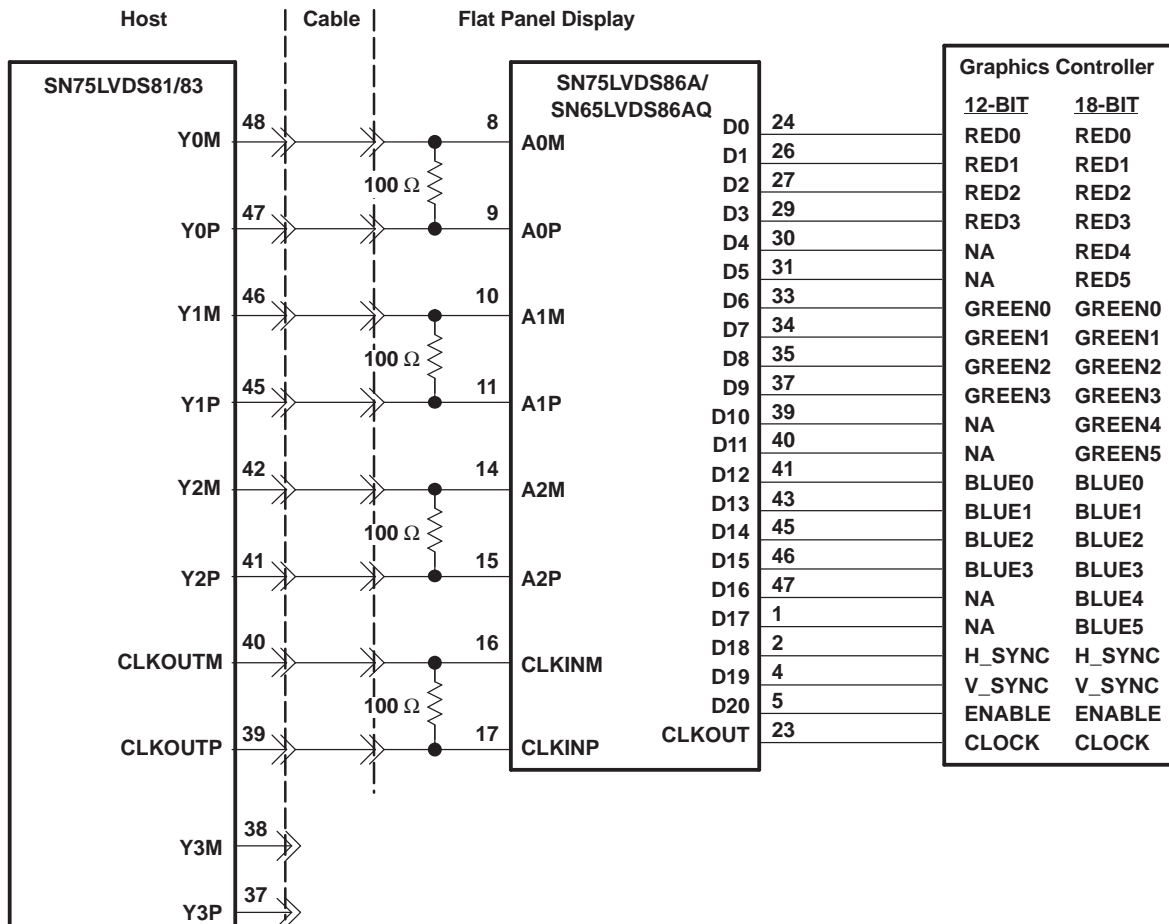 Host Cable Flat Panel Display
SN75LVDS81/83
Y0M 48
Y0P 47
Y1M 46
Y1P 45
Y2M 42
Y2P 41
CLKOUTM 40
CLKOUTP 39
Y3M 38
Y3P 37
100 Ω
100 Ω
100 Ω
100 Ω
SN75LVDS86A/
SN65LVDS86AQ
8 A0M
9 A0P
10 A1M
11 A1P
14 A2M
15 A2P
16 CLKINM
17 CLKINP
D0 24
D1 26
D2 27
D3 29
D4 30
D5 31
D6 33
D7 34
D8 35
D9 37
D10 39
D11 40
D12 41
D13 43
D14 45
D15 46
D16 47
D17 1
D18 2
D19 4
D20 5
CLKOUT 23
Graphics Controller
12-BIT 18-BIT
RED0 RED0
RED1 RED1
RED2 RED2
RED3 RED3
NA RED4
NA RED5
GREEN0 GREEN0
GREEN1 GREEN1
GREEN2 GREEN2
GREEN3 GREEN3
NA GREEN4
NA GREEN5
BLUE0 BLUE0
BLUE1 BLUE1
BLUE2 BLUE2
BLUE3 BLUE3
NA BLUE4
NA BLUE5
H_SYNC H_SYNC
V_SYNC V_SYNC
ENABLE ENABLE
CLOCK CLOCK